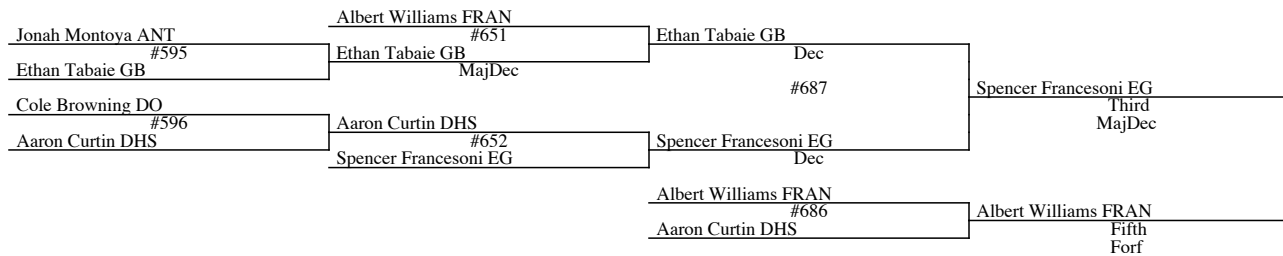 Jonah Montoya ANT
#595
Ethan Tabaie GB
Cole Browning DO
#596
Aaron Curtin DHS
Albert Williams FRAN
#651
Ethan Tabaie GB
MajDec
Aaron Curtin DHS
#652
Spencer Francesoni EG
Ethan Tabaie GB
Dec
#687
Spencer Francesoni EG
Dec
Albert Williams FRAN
#686
Aaron Curtin DHS
Spencer Francesoni EG
Third
MajDec
Albert Williams FRAN
Fifth
Forf